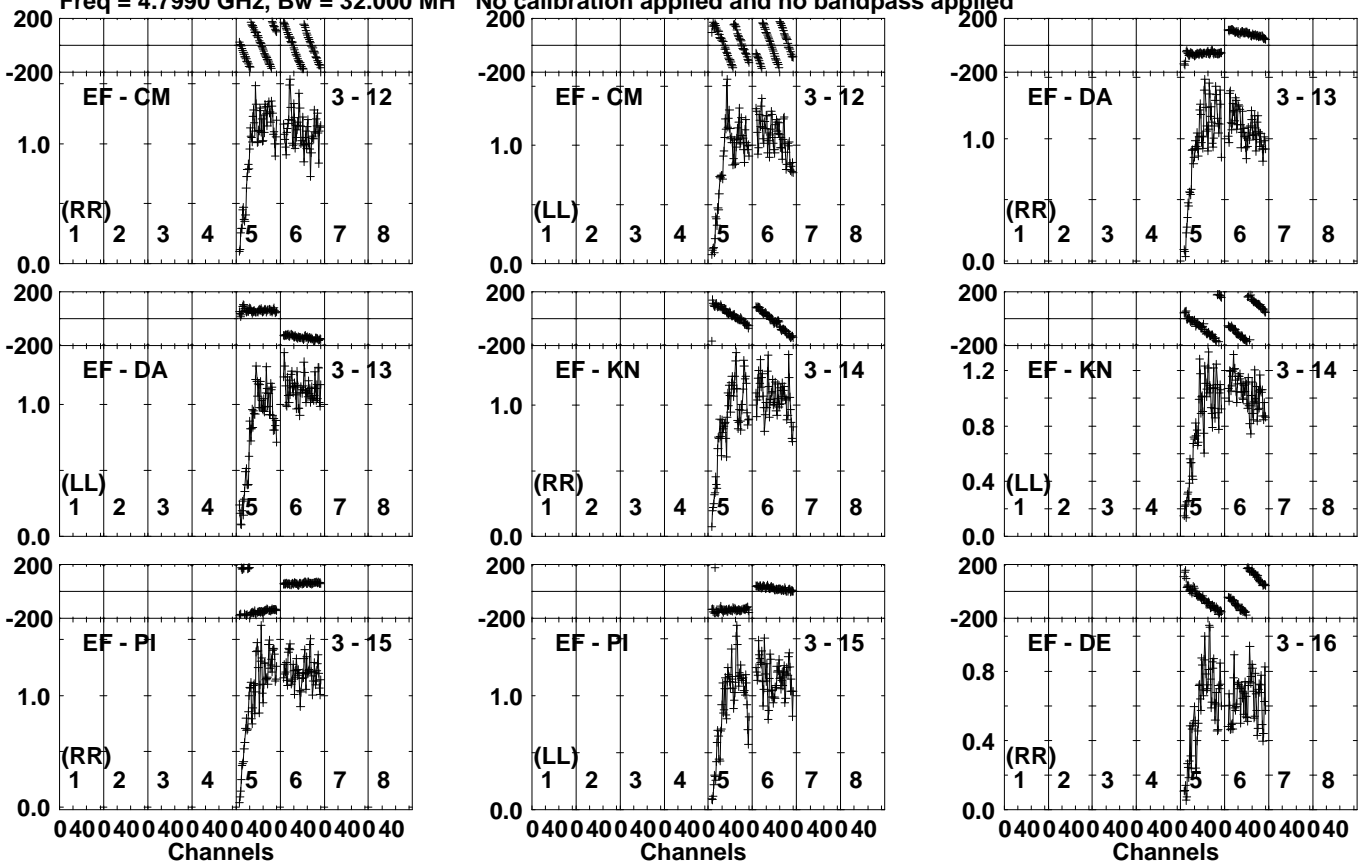 Freq = 4.7990 GHz, Bw = 32.000 MH No calibration applied and no bandpass applied
200
-200
EF - CM 3 - 12
1.0
(RR)
1 2 3 4 5 6 7 8
0.0
200
-200
EF - CM 3 - 12
1.0
(LL)
1 2 3 4 5 6 7 8
0.0
200
-200
EF - DA 3 - 13
1.0
(RR)
1 2 3 4 5 6 7 8
0.0
200
-200
EF - DA 3 - 13
1.0
(LL)
1 2 3 4 5 6 7 8
0.0
200
-200
EF - KN 3 - 14
1.0
(RR)
1 2 3 4 5 6 7 8
0.0
200
-200
EF - KN 3 - 14
1.2
0.8
0.4
(LL)
1 2 3 4 5 6 7 8
0.0
200
-200
EF - PI 3 - 15
1.0
(RR)
1 2 3 4 5 6 7 8
0.0
0 40 0 40 0 40 0 40 0 40 0 40 0 40 0 40
Channels
200
-200
EF - PI 3 - 15
1.0
(LL)
1 2 3 4 5 6 7 8
0.0
0 40 0 40 0 40 0 40 0 40 0 40 0 40 0 40
Channels
200
-200
EF - DE 3 - 16
0.8
0.4
(RR)
1 2 3 4 5 6 7 8
0.0
0 40 0 40 0 40 0 40 0 40 0 40 0 40 0 40
Channels